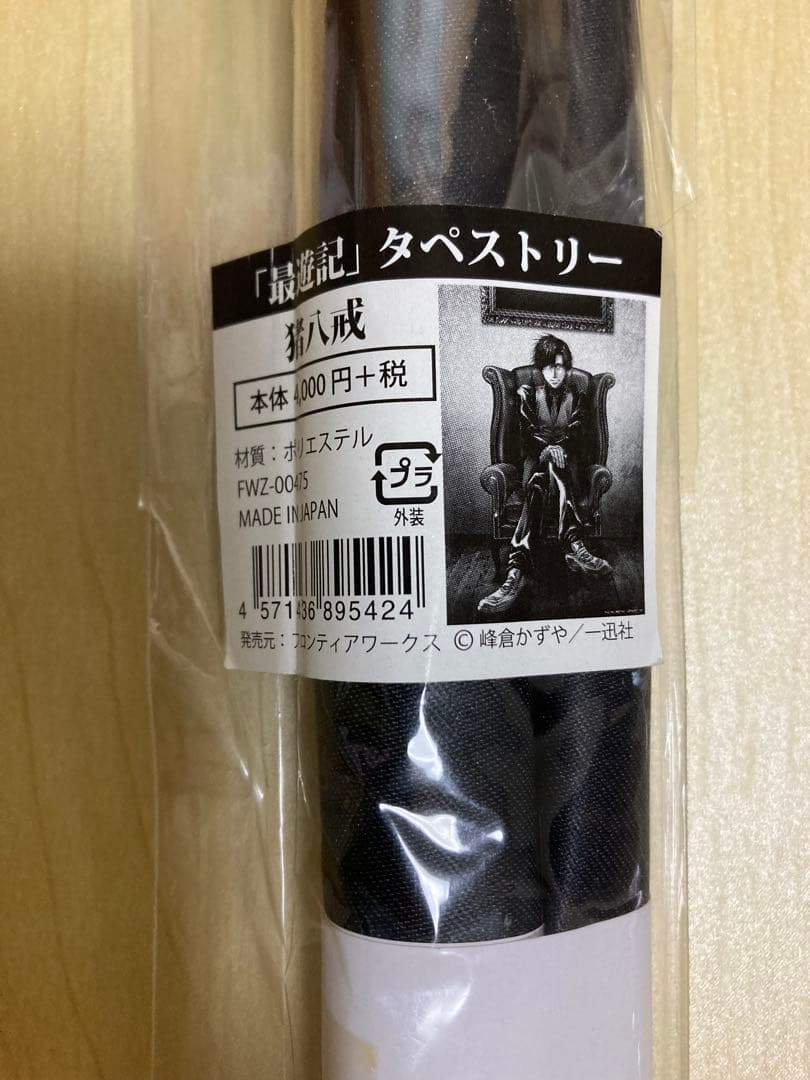 「最遊記」タペストリー
猪八戒
本体 4,000円＋税
材質：ポリエステル
FWZ-00475
MADE IN JAPAN
プラ
外装
4 571436 895424
発売元：フロンティアワークス © 峰倉かずや／一迅社